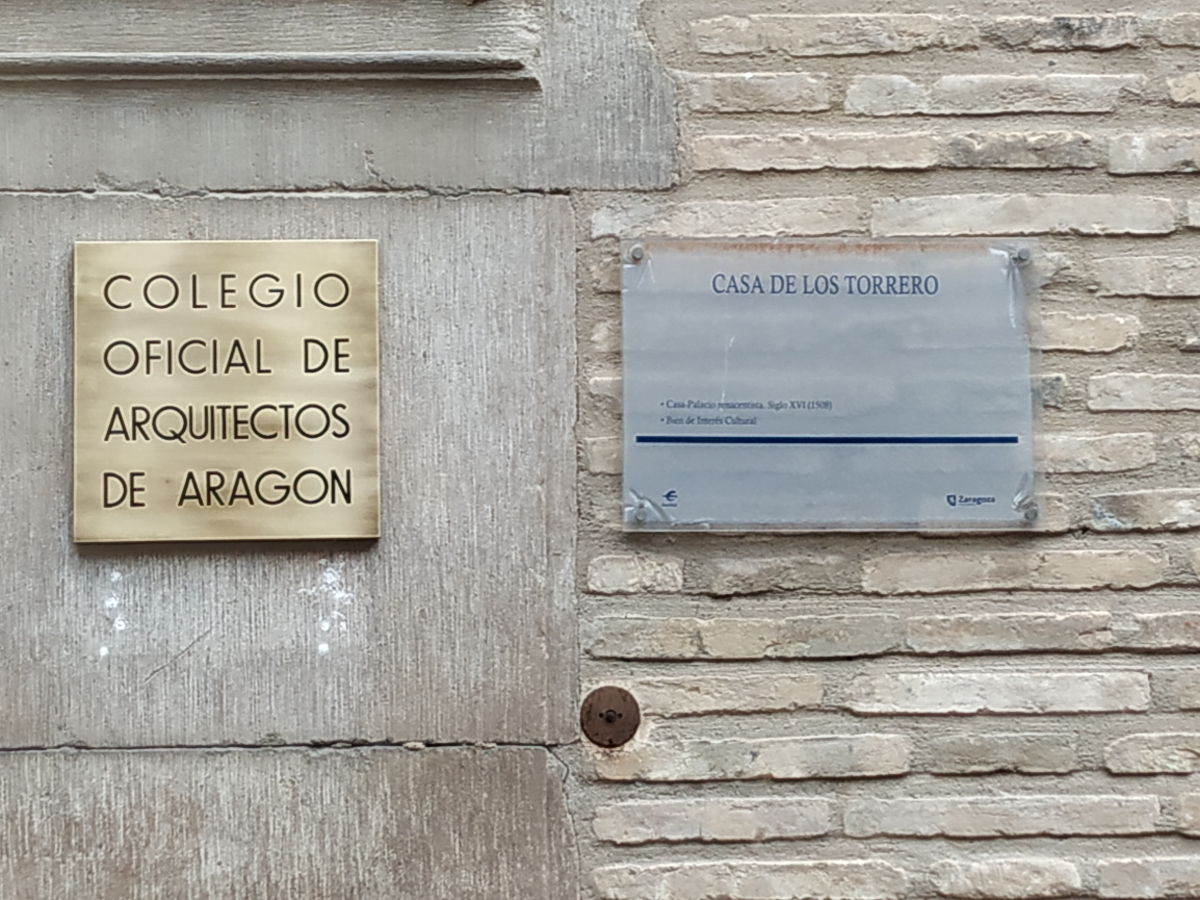 COLEGIO
OFICIAL DE
ARQUITECTOS
DE ARAGON
CASA DE LOS TORRERO
• Casa-Palacio renacentista. Siglo XVI (1508)
• Bien de Interés Cultural
Zaragoza